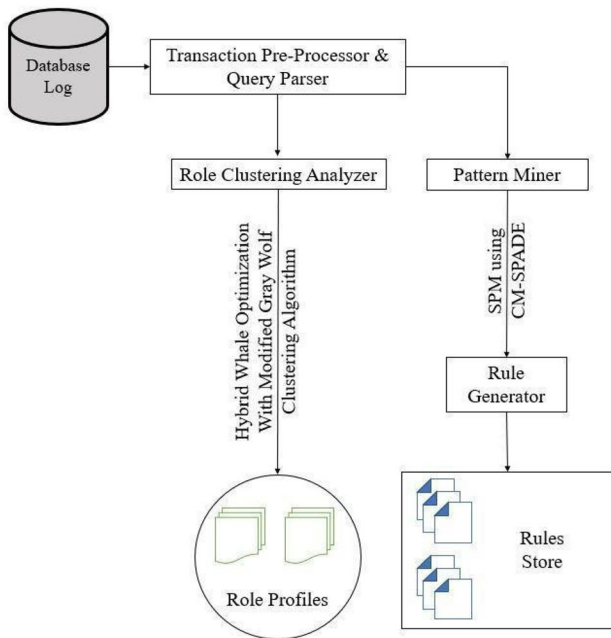 Database
Log
Transaction Pre-Processor &
Query Parser
Role Clustering Analyzer
Pattern Miner
Hybrid Whale Optimization
With Modified Gray Wolf
Clustering Algorithm
SPM using
CM-SPADE
Rule
Generator
Role Profiles
Rules
Store